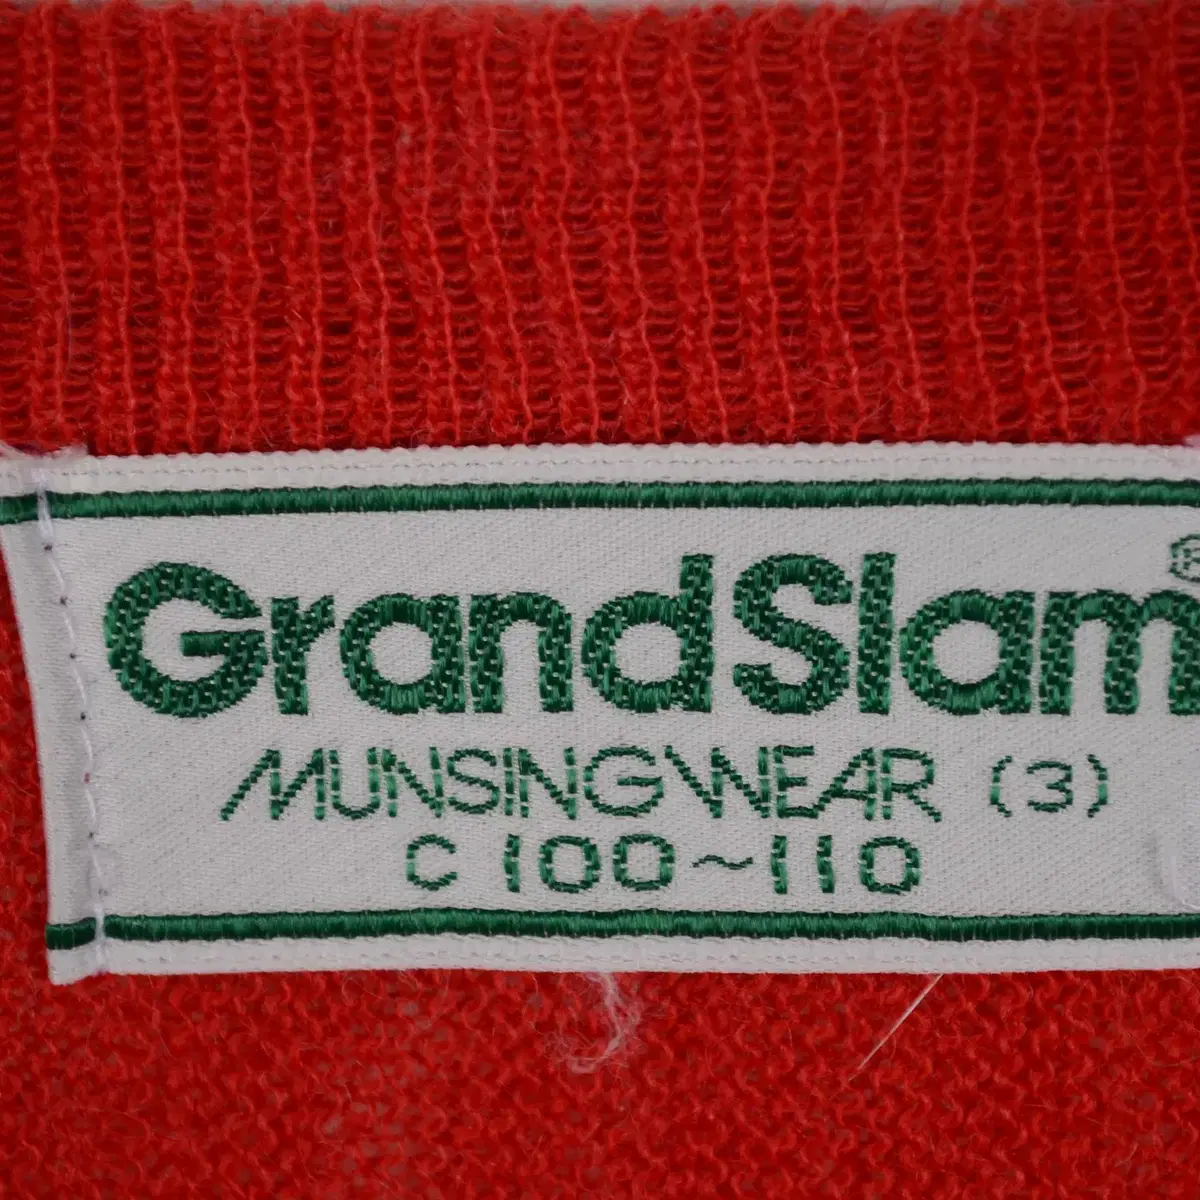 GrandSlam®
MUNSINGWEAR (3)
C 100~110